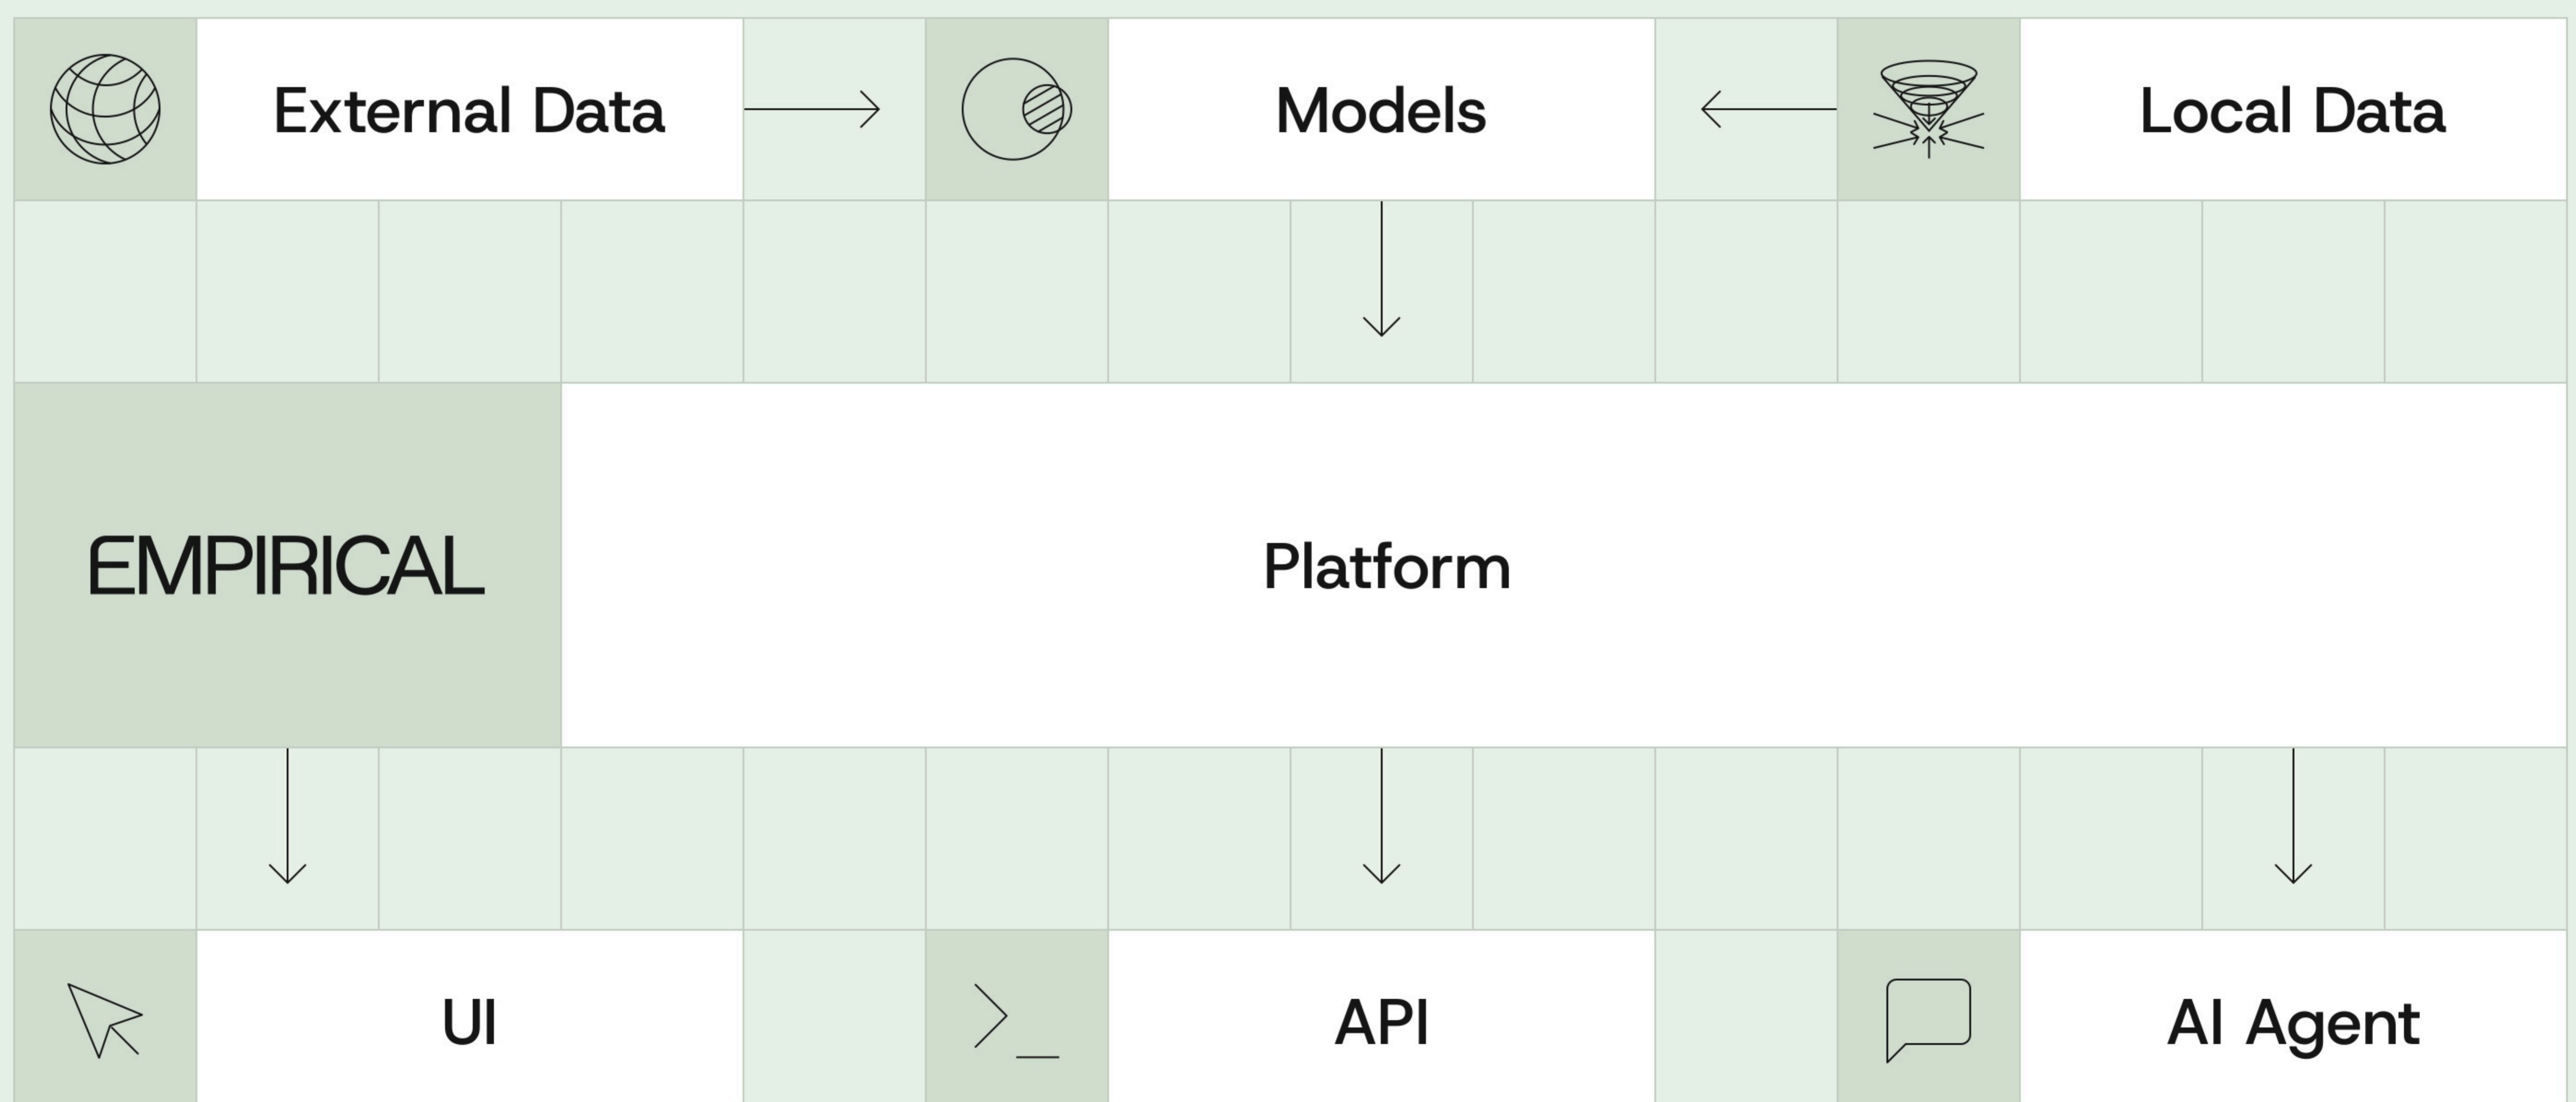 External Data
Models
Local Data
EMPIRICAL
Platform
UI
API
AI Agent